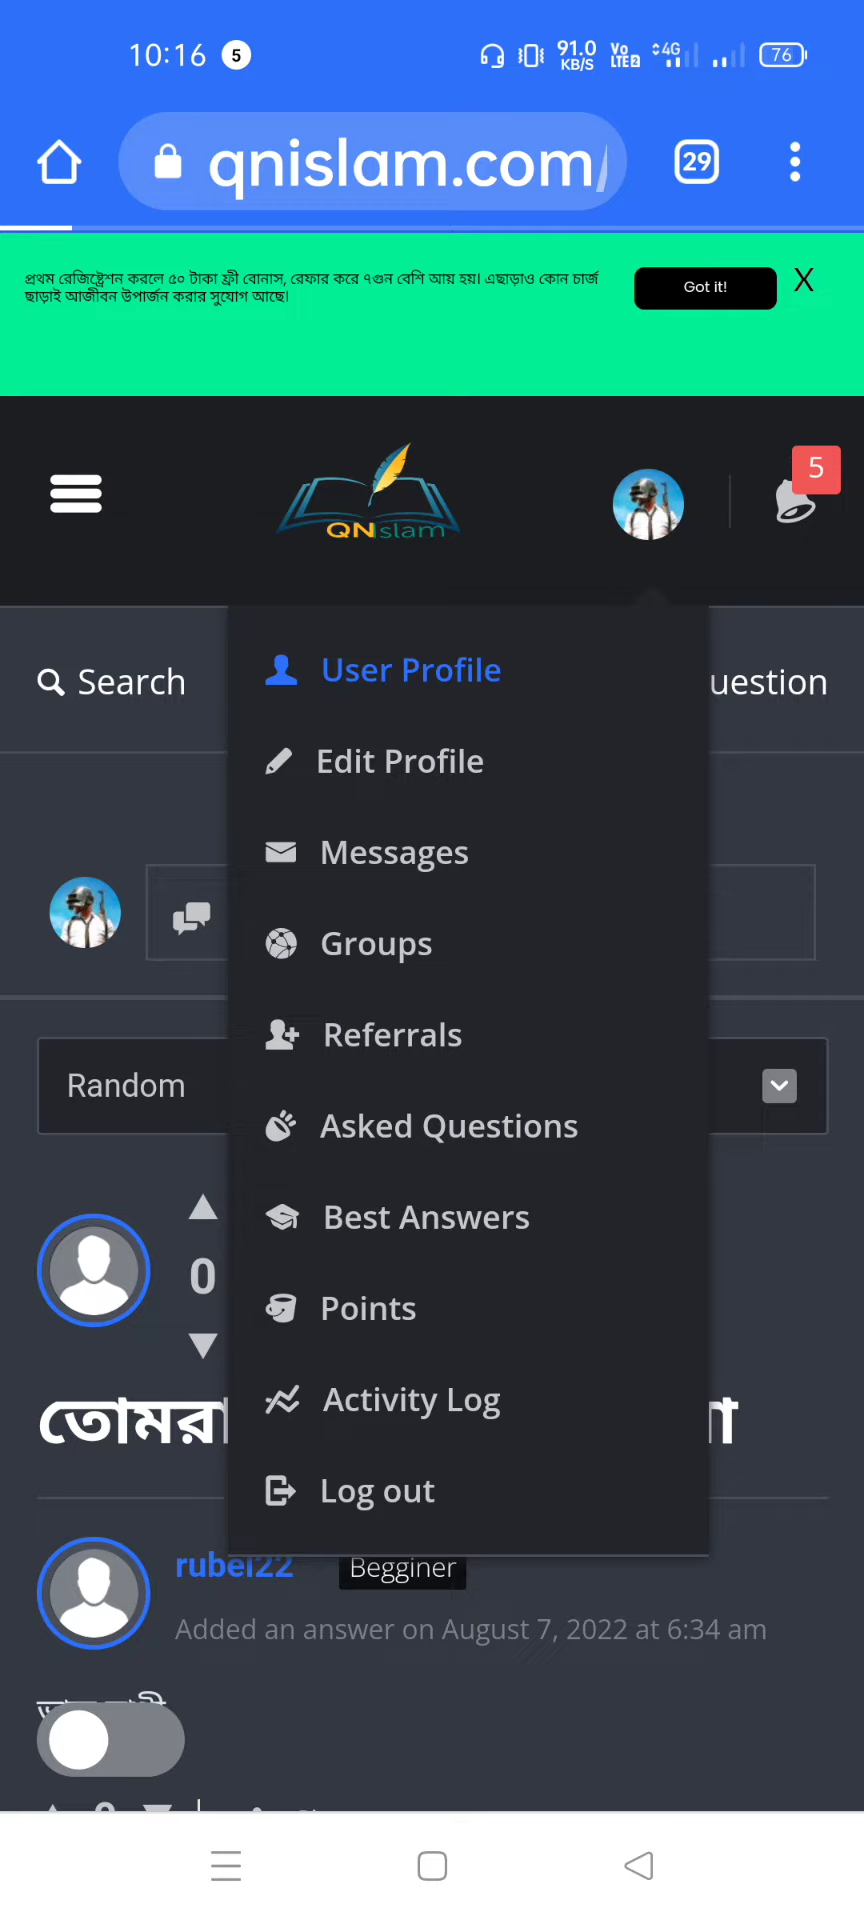 10:16 5 91.0 KB/S Vo LTE2 4G 76
qnislam.com/ 29
প্রথম রেজিষ্ট্রেশন করলে ৫০ টাকা ফ্রী বোনাস, রেফার করে ৭গুন বেশি আয় হয়। এছাড়াও কোন চার্জ
ছাড়াই আজীবন উপার্জন করার সুযোগ আছে।
Got it! X
QNIslam
5
Search
uestion
User Profile
Edit Profile
Messages
Groups
Referrals
Random
Asked Questions
Best Answers
0
Points
Activity Log
তোমরা
Log out
rubel22 Begginer
Added an answer on August 7, 2022 at 6:34 am